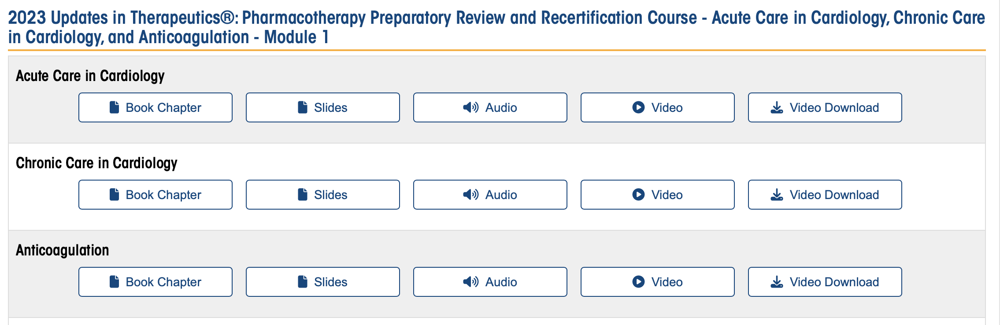 2023 Updates in Therapeutics®: Pharmacotherapy Preparatory Review and Recertification Course - Acute Care in Cardiology, Chronic Care
in Cardiology, and Anticoagulation - Module 1
Acute Care in Cardiology
Book Chapter Slides Audio Video Video Download
Chronic Care in Cardiology
Book Chapter Slides Audio Video Video Download
Anticoagulation
Book Chapter Slides Audio Video Video Download